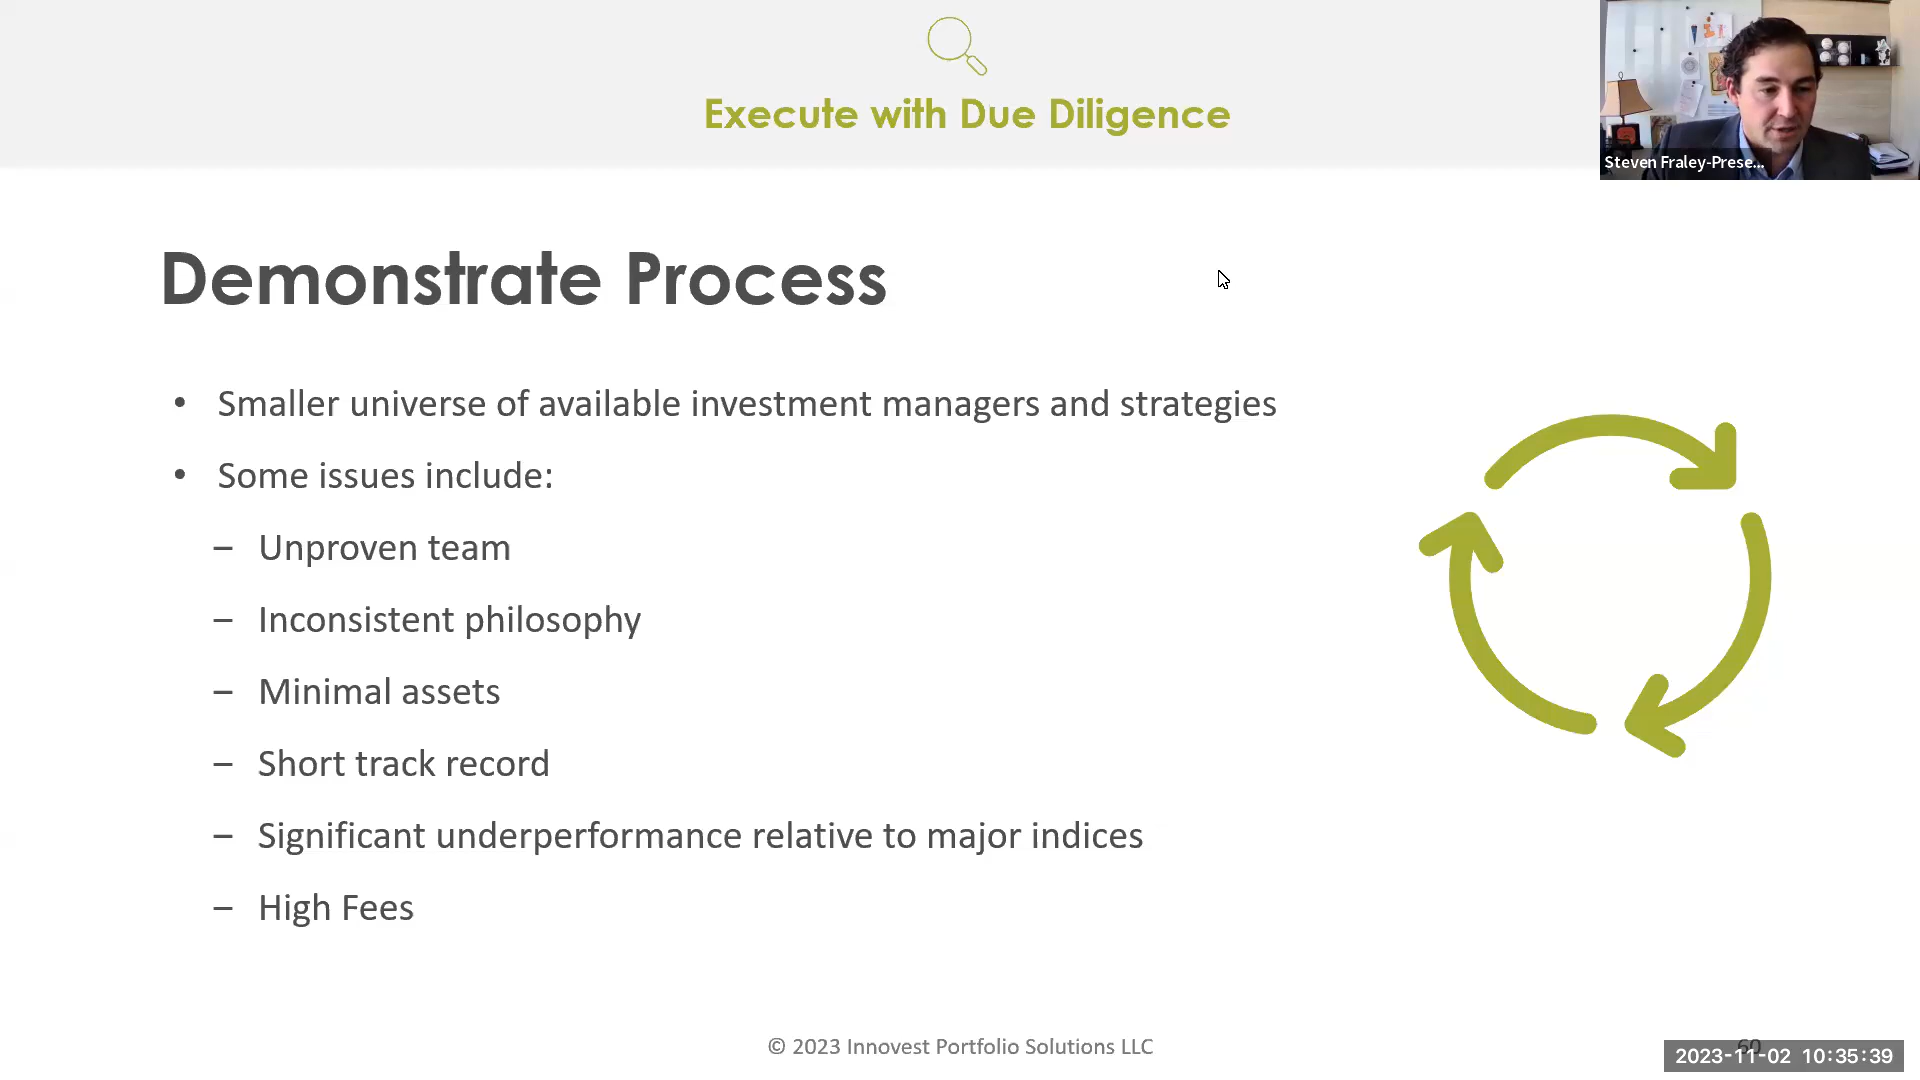 Execute with Due Diligence
Steven Fraley-Prese...
Demonstrate Process
• Smaller universe of available investment managers and strategies
• Some issues include:
– Unproven team
– Inconsistent philosophy
– Minimal assets
– Short track record
– Significant underperformance relative to major indices
– High Fees
© 2023 Innovest Portfolio Solutions LLC
60
2023-11-02 10:35:39